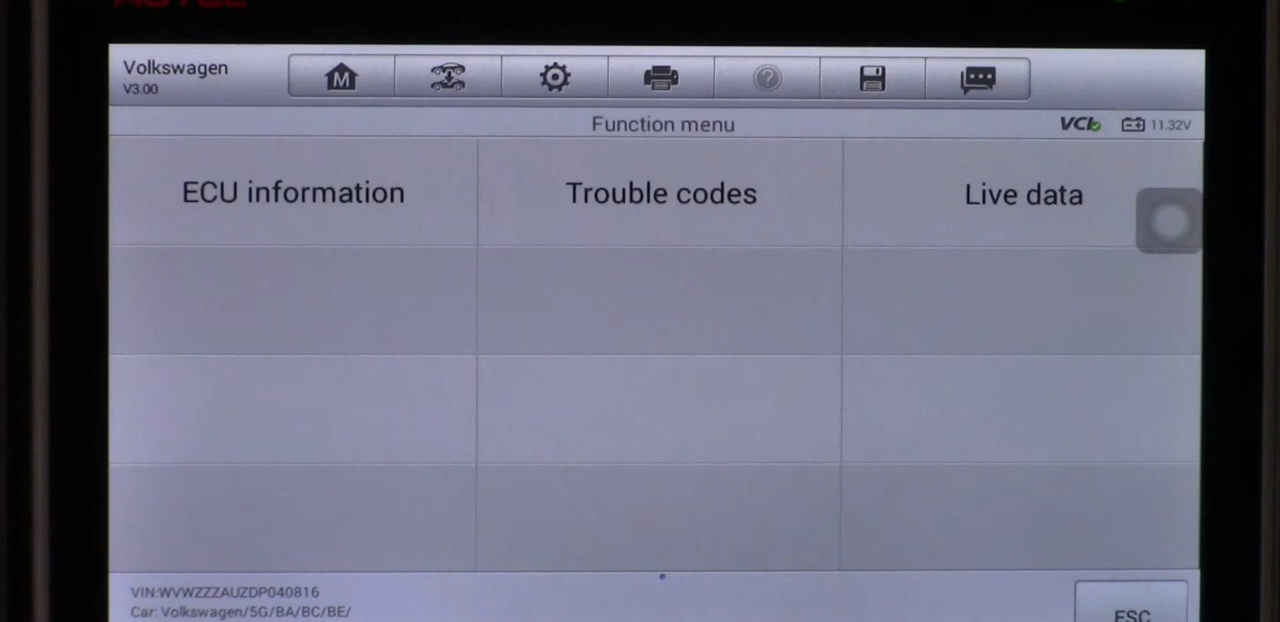 AUTEL
Volkswagen
V3.00
M
?
Function menu
VCI
11.32V
ECU information
Trouble codes
Live data
VIN:WVWZZZAUZDP040816
Car: Volkswagen/5G/BA/BC/BE/
ESC